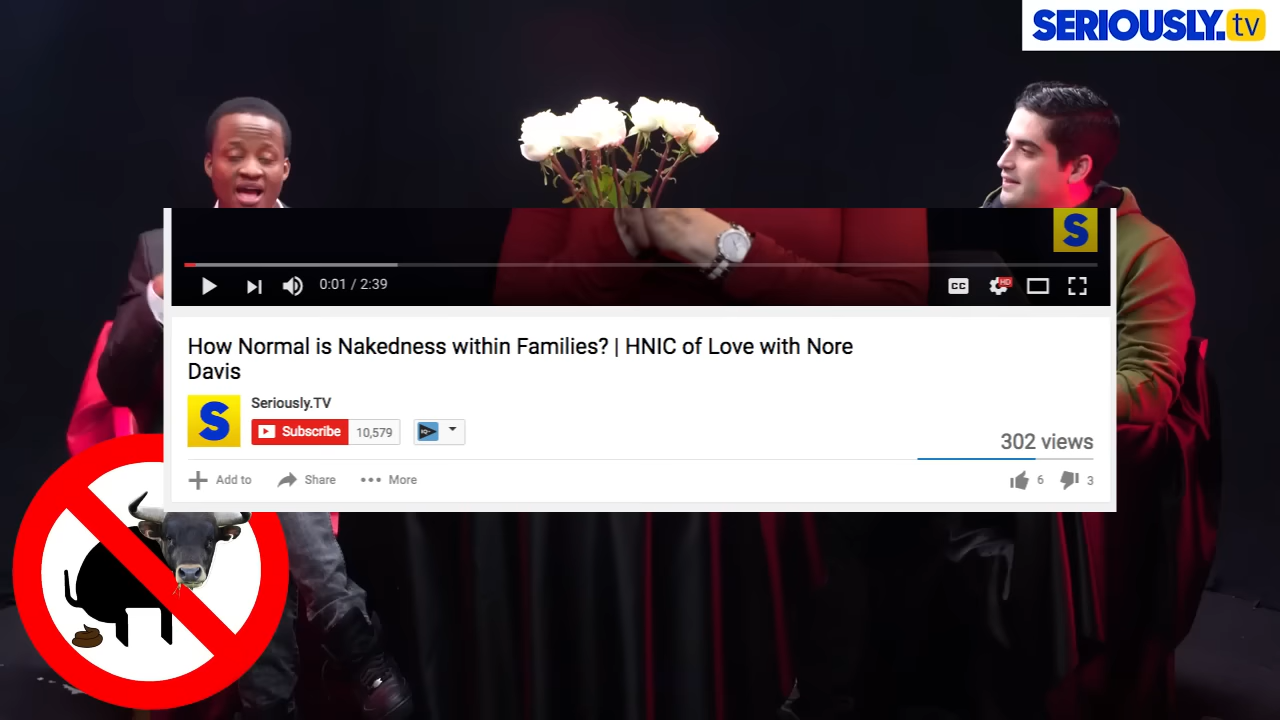 SERIOUSLY.tv
S
0:01 / 2:39
CC
HD
How Normal is Nakedness within Families? | HNIC of Love with Nore
Davis
S
Seriously.TV
Subscribe 10,579
302 views
Add to Share More
6 3